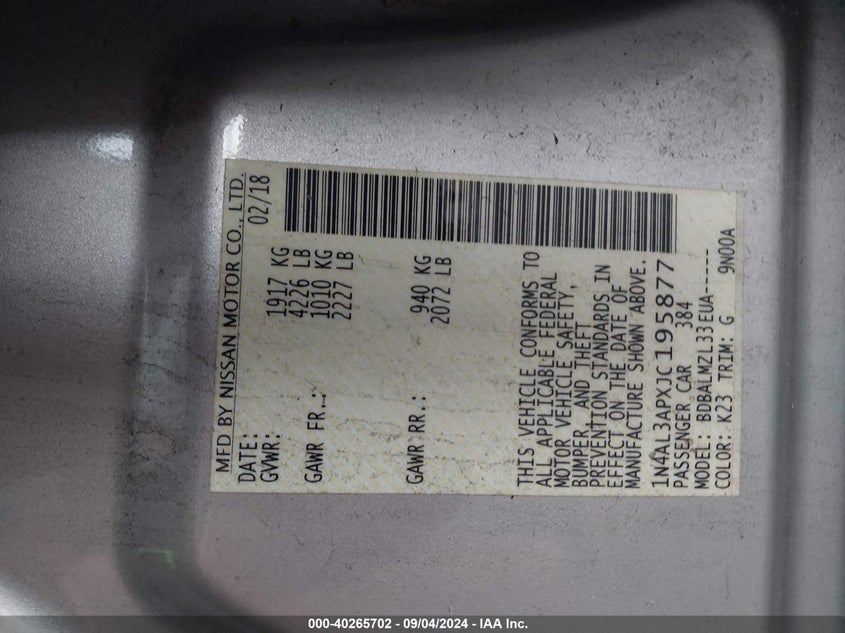 MFD BY NISSAN MOTOR CO., LTD.
DATE: 02/18
GVWR: 1917 KG
4226 LB
GAWR FR.: 1010 KG
2227 LB
GAWR RR.: 940 KG
2072 LB
THIS VEHICLE CONFORMS TO
ALL APPLICABLE FEDERAL
MOTOR VEHICLE SAFETY,
BUMPER, AND THEFT
PREVENTION STANDARDS IN
EFFECT ON THE DATE OF
MANUFACTURE SHOWN ABOVE.
1N4AL3APXJC195877
PASSENGER CAR 384
MODEL: BDBALMZL33EUA-----
COLOR: K23 TRIM: G 9N00A
000-40265702 - 09/04/2024 - IAA Inc.